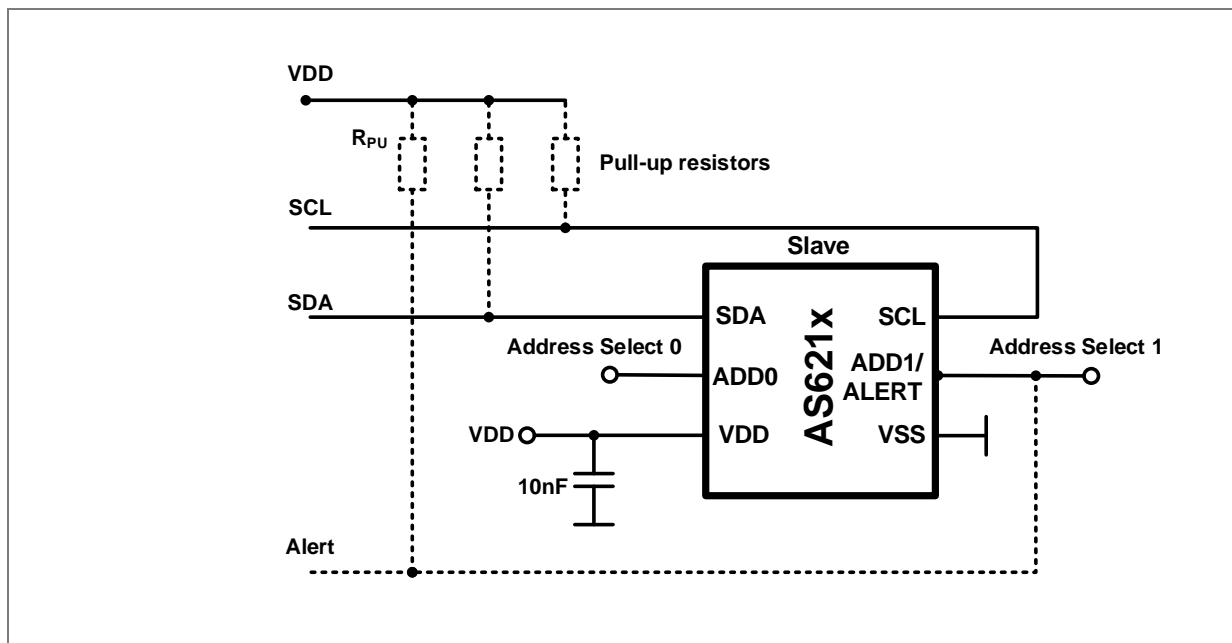 VDD
RPU
Pull-up resistors
SCL
Slave
SDA
SDA
SCL
Address Select 0
Address Select 1
ADD0
ADD1/
ALERT
AS621x
VDD
VDD
VSS
10nF
Alert